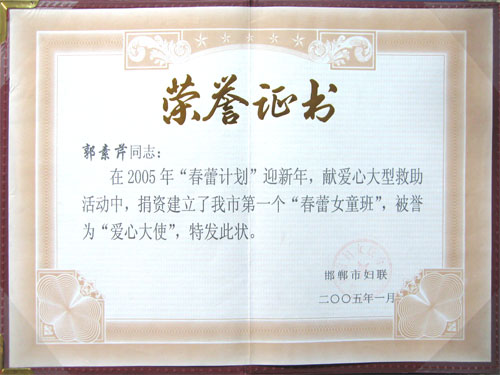 荣誉证书
郭素芹同志：
在2005年“春蕾计划”迎新年，献爱心大型救助
活动中，捐资建立了我市第一个“春蕾女童班”，被誉
为“爱心大使”，特发此状。
邯郸市妇联
二〇〇五年一月